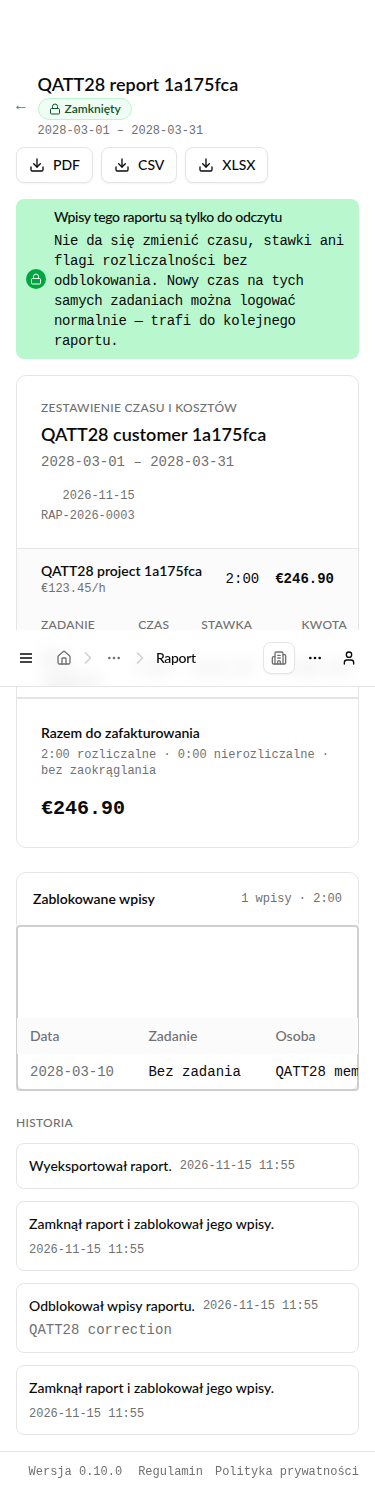 QATT28 report 1a175fca
←
Zamknięty
2028-03-01 – 2028-03-31
PDF CSV XLSX
Wpisy tego raportu są tylko do odczytu
Nie da się zmienić czasu, stawki ani
flagi rozliczalności bez
odblokowania. Nowy czas na tych
samych zadaniach można logować
normalnie — trafi do kolejnego
raportu.
ZESTAWIENIE CZASU I KOSZTÓW
QATT28 customer 1a175fca
2028-03-01 – 2028-03-31
2026-11-15
RAP-2026-0003
QATT28 project 1a175fca 2:00 €246.90
€123.45/h
ZADANIE CZAS STAWKA KWOTA
Raport
Razem do zafakturowania
2:00 rozliczalne · 0:00 nierozliczalne ·
bez zaokrąglania
€246.90
Zablokowane wpisy 1 wpisy · 2:00
Data Zadanie Osoba
2028-03-10 Bez zadania QATT28 mem
HISTORIA
Wyeksportował raport. 2026-11-15 11:55
Zamknął raport i zablokował jego wpisy.
2026-11-15 11:55
Odblokował wpisy raportu. 2026-11-15 11:55
QATT28 correction
Zamknął raport i zablokował jego wpisy.
2026-11-15 11:55
Wersja 0.10.0 Regulamin Polityka prywatności